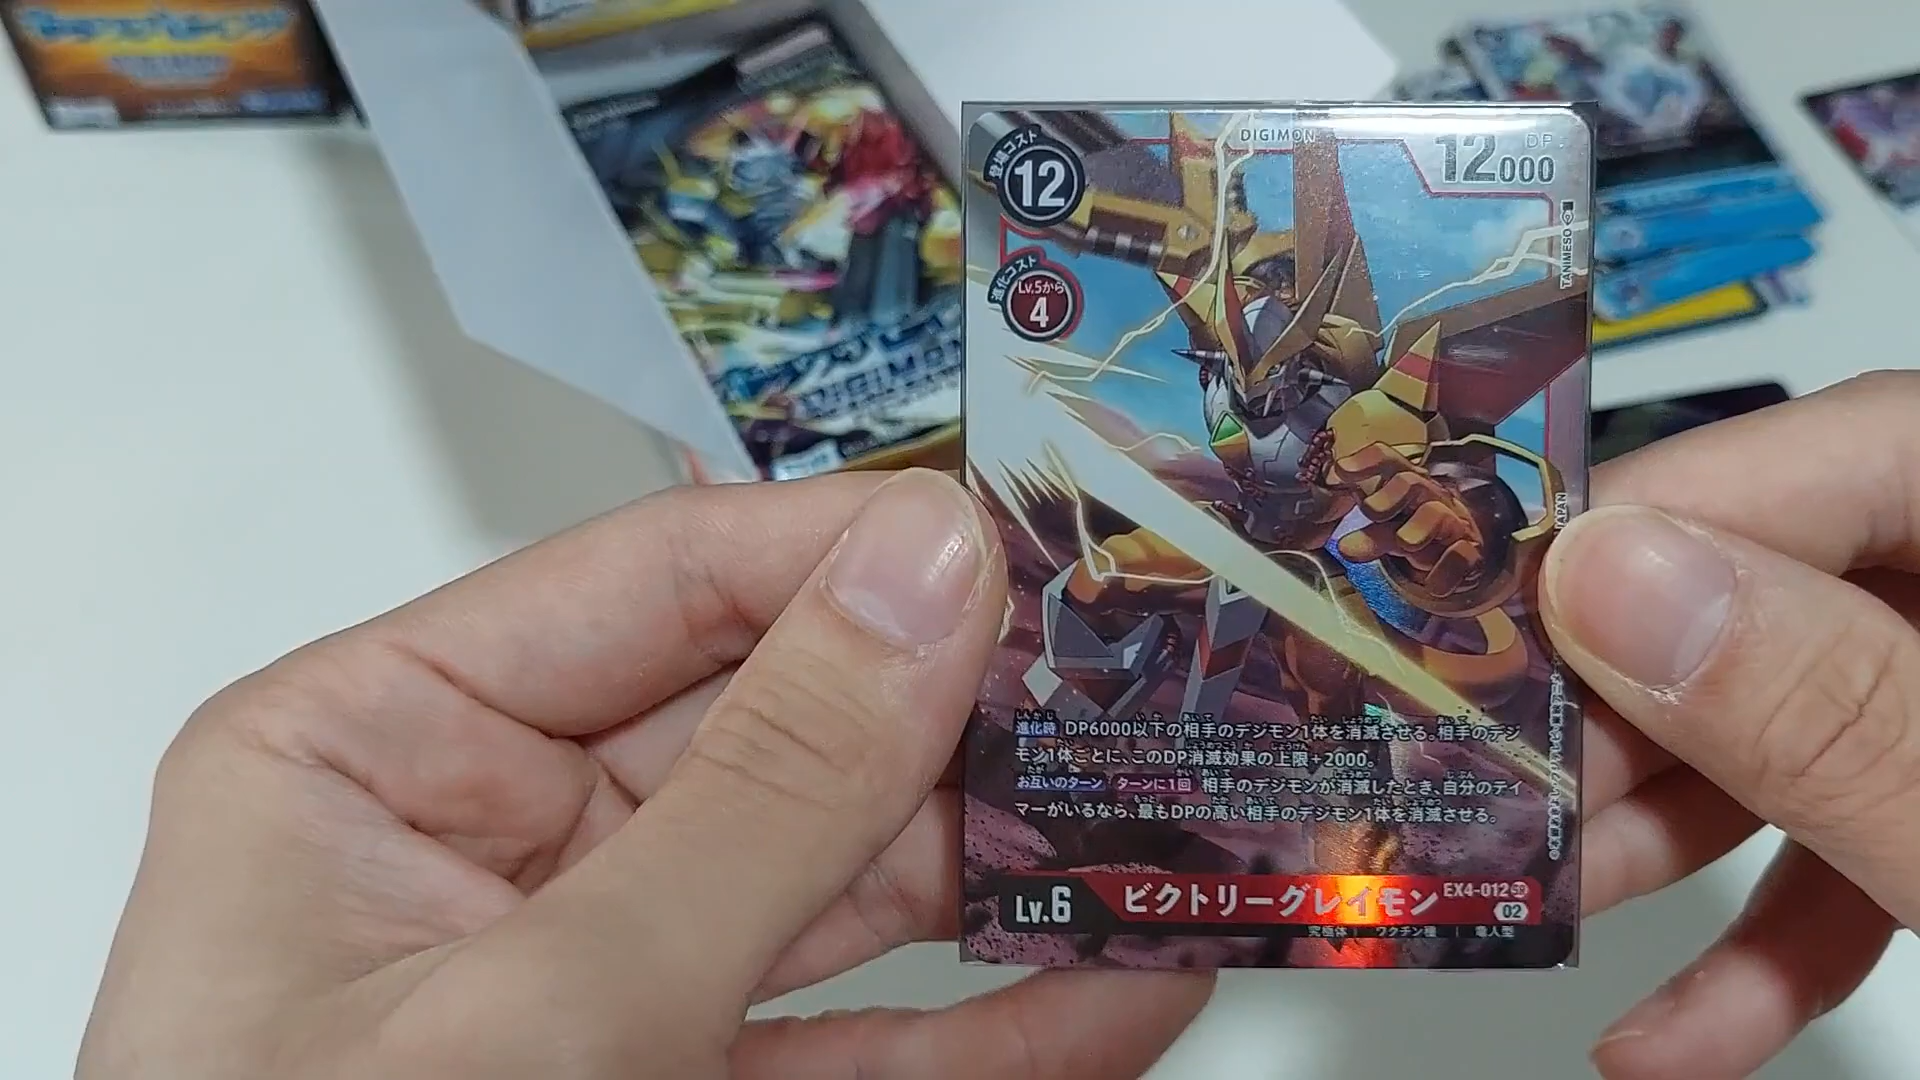 DIGIMON
登場コスト
12
DP
12000
進化コスト
Lv.5から
4
TANIMESO
JAPAN
進化時 DP6000以下の相手のデジモン1体を消滅させる。相手のデジ
モン1体ごとに、このDP消滅効果の上限+2000。
お互いのターン ターンに1回 相手のデジモンが消滅したとき、自分のテイ
マーがいるなら、最もDPの高い相手のデジモン1体を消滅させる。
Lv.6
ビクトリーグレイモン
EX4-012 SR
02
究極体 | ワクチン種 | 竜人型
DIGIMON